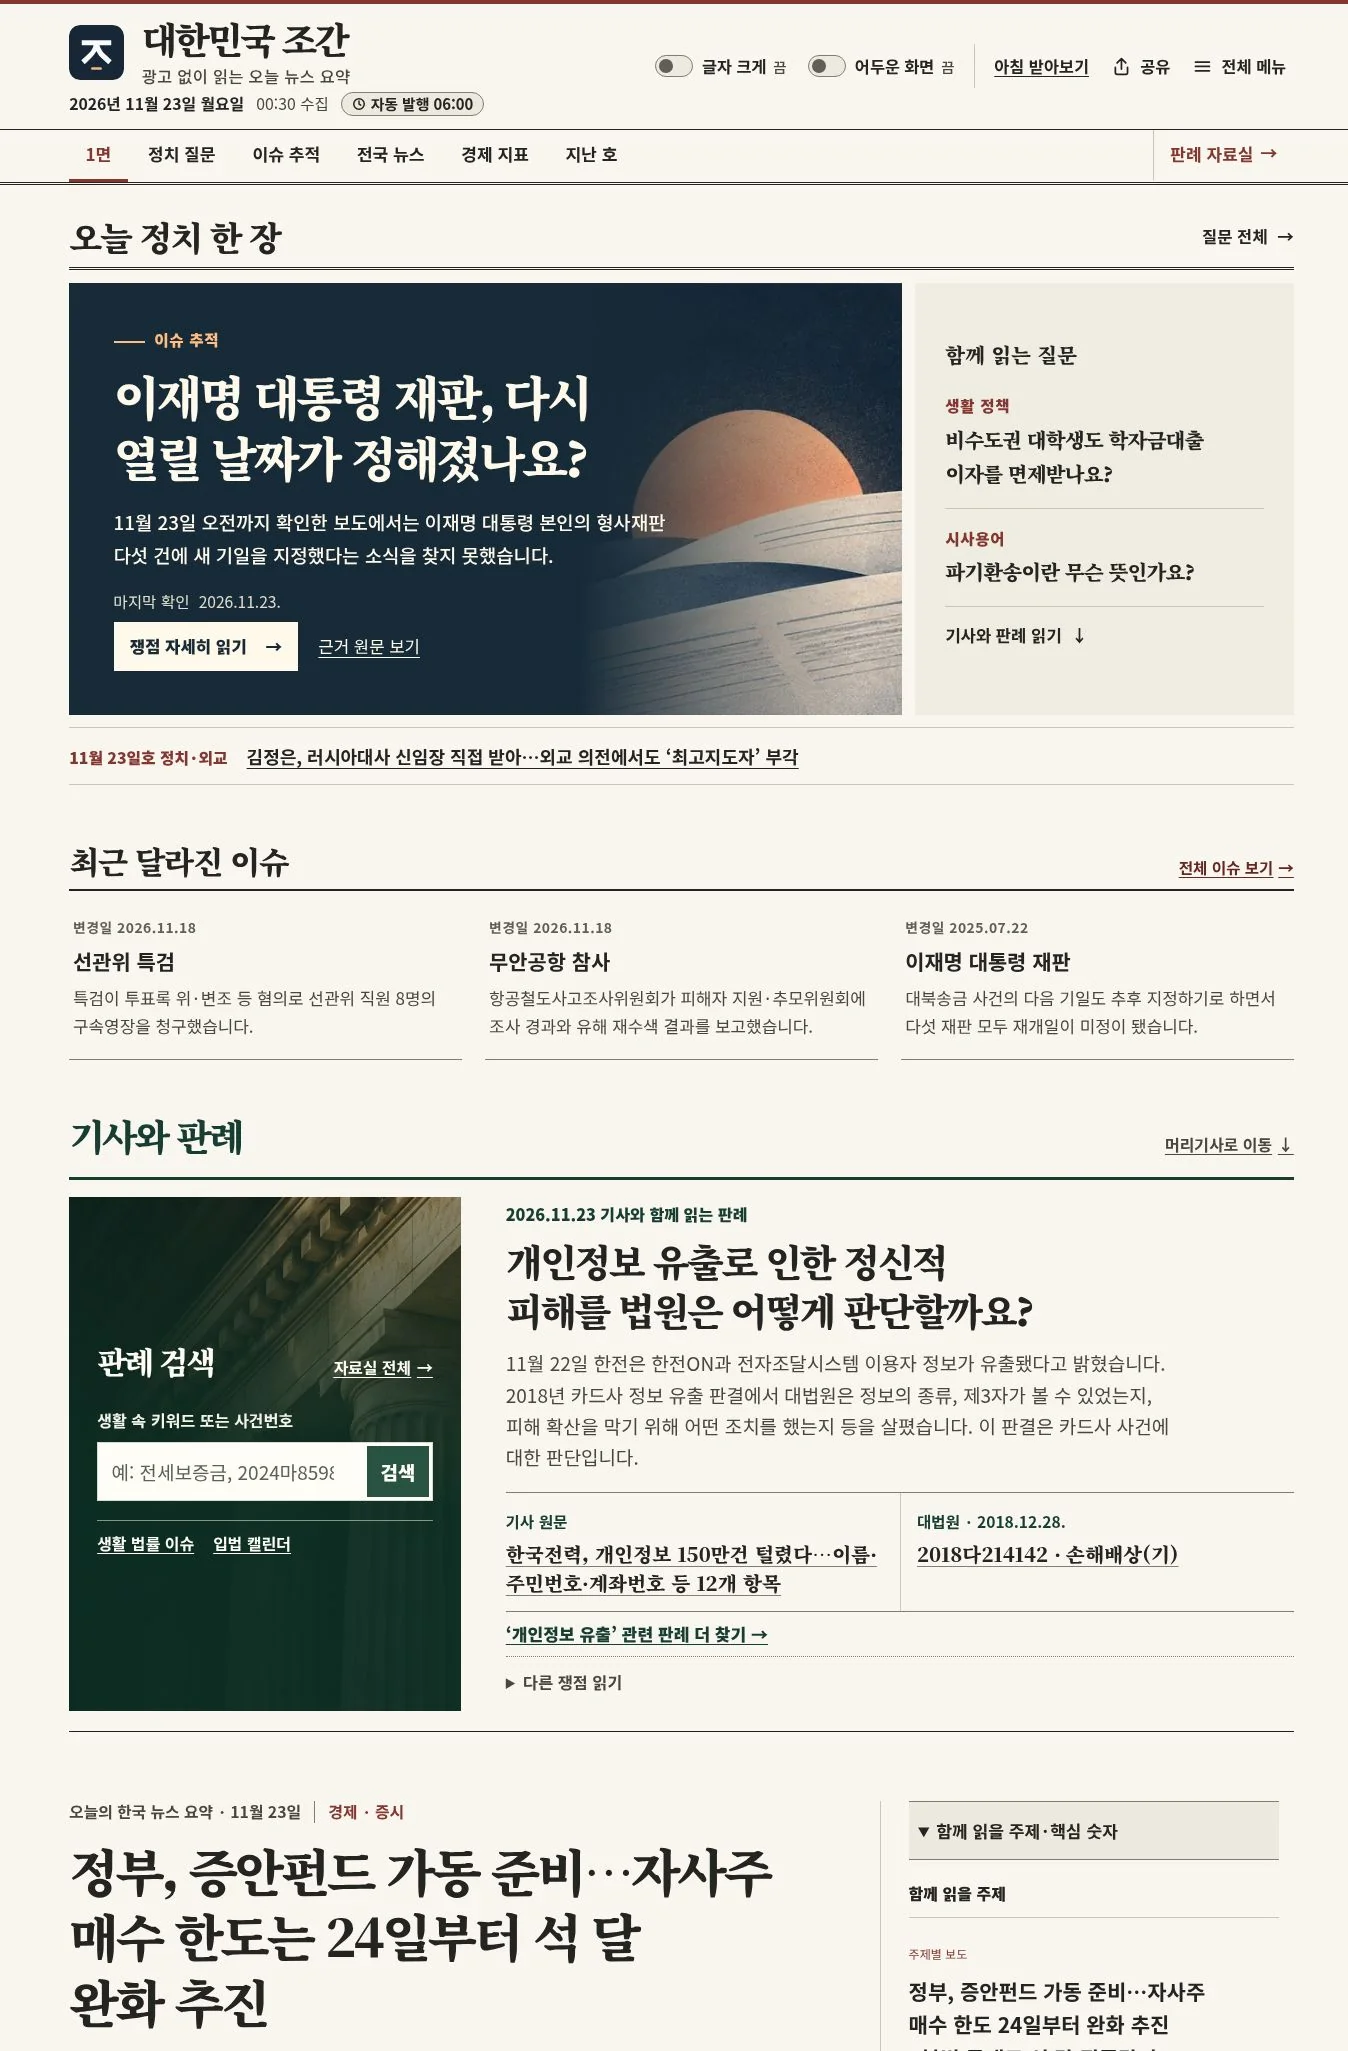 ㅈ
대한민국 조간
광고 없이 읽는 오늘 뉴스 요약
2026년 11월 23일 월요일 00:30 수집 자동 발행 06:00
글자 크게 끔 어두운 화면 끔 아침 받아보기 공유 전체 메뉴
1면 정치 질문 이슈 추적 전국 뉴스 경제 지표 지난 호 판례 자료실 →
오늘 정치 한 장
질문 전체 →
이슈 추적
이재명 대통령 재판, 다시
열릴 날짜가 정해졌나요?
11월 23일 오전까지 확인한 보도에서는 이재명 대통령 본인의 형사재판
다섯 건에 새 기일을 지정했다는 소식을 찾지 못했습니다.
마지막 확인 2026.11.23.
쟁점 자세히 읽기 → 근거 원문 보기
함께 읽는 질문
생활 정책
비수도권 대학생도 학자금대출
이자를 면제받나요?
시사용어
파기환송이란 무슨 뜻인가요?
기사와 판례 읽기 ↓
11월 23일호 정치·외교 김정은, 러시아대사 신임장 직접 받아…외교 의전에서도 ‘최고지도자’ 부각
최근 달라진 이슈
전체 이슈 보기 →
변경일 2026.11.18
선관위 특검
특검이 투표록 위·변조 등 혐의로 선관위 직원 8명의
구속영장을 청구했습니다.
변경일 2026.11.18
무안공항 참사
항공철도사고조사위원회가 피해자 지원·추모위원회에
조사 경과와 유해 재수색 결과를 보고했습니다.
변경일 2025.07.22
이재명 대통령 재판
대북송금 사건의 다음 기일도 추후 지정하기로 하면서
다섯 재판 모두 재개일이 미정이 됐습니다.
기사와 판례
머리기사로 이동 ↓
판례 검색
자료실 전체 →
생활 속 키워드 또는 사건번호
예: 전세보증금, 2024마8598
검색
생활 법률 이슈 입법 캘린더
2026.11.23 기사와 함께 읽는 판례
개인정보 유출로 인한 정신적
피해를 법원은 어떻게 판단할까요?
11월 22일 한전은 한전ON과 전자조달시스템 이용자 정보가 유출됐다고 밝혔습니다.
2018년 카드사 정보 유출 판결에서 대법원은 정보의 종류, 제3자가 볼 수 있었는지,
피해 확산을 막기 위해 어떤 조치를 했는지 등을 살폈습니다. 이 판결은 카드사 사건에
대한 판단입니다.
기사 원문
한국전력, 개인정보 150만건 털렸다…이름·
주민번호·계좌번호 등 12개 항목
대법원 · 2018.12.28.
2018다214142 · 손해배상(기)
‘개인정보 유출’ 관련 판례 더 찾기 →
▶ 다른 쟁점 읽기
오늘의 한국 뉴스 요약 · 11월 23일 경제 · 증시
정부, 증안펀드 가동 준비…자사주
매수 한도는 24일부터 석 달
완화 추진
▼ 함께 읽을 주제·핵심 숫자
함께 읽을 주제
주제별 보도
정부, 증안펀드 가동 준비…자사주
매수 한도 24일부터 완화 추진